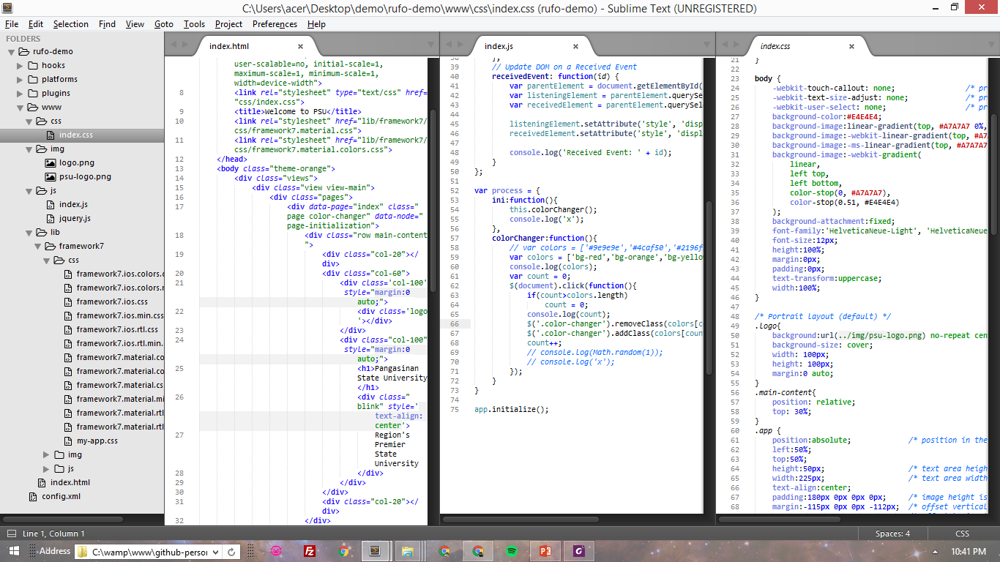 C:\Users\acer\Desktop\demo\rufo-demo\www\css\index.css (rufo-demo) - Sublime Text (UNREGISTERED)
File Edit Selection Find View Goto Tools Project Preferences Help
FOLDERS
rufo-demo
hooks
platforms
plugins
www
css
index.css
img
logo.png
psu-logo.png
js
index.js
jquery.js
lib
framework7
css
framework7.ios.colors.c
framework7.ios.colors.m
framework7.ios.css
framework7.ios.min.css
framework7.ios.rtl.css
framework7.ios.rtl.min.
framework7.material.co
framework7.material.co
framework7.material.cs
framework7.material.mi
framework7.material.rtl
framework7.material.rtl
my-app.css
img
js
index.html
config.xml
index.html
user-scalable=no, initial-scale=1,
maximum-scale=1, minimum-scale=1,
width=device-width">
8 <link rel="stylesheet" type="text/css" href=
"css/index.css">
9 <title>Welcome to PSU</title>
10 <link rel="stylesheet" href="lib/framework7/
css/framework7.material.css">
11 <link rel="stylesheet" href="lib/framework7/
css/framework7.material.colors.css">
12 </head>
13 <body class="theme-orange">
14 <div class="views">
15 <div class="view view-main">
16 <div class="pages">
17 <div data-page="index" class="
page color-changer" data-node="
page-initialization">
18 <div class="row main-content
">
19 <div class="col-20"></
div>
20 <div class="col-60">
21 <div class='col-100'
style="margin:0
auto;">
22 <div class='logo
'></div>
23 </div>
24 <div class="col-100"
style="margin:0
auto;">
25 <h1>Pangasinan
State University
</h1>
26 <div class="
blink" style='
text-align:
center'>
27 Region's
Premier
State
University
28 </div>
29 </div>
30 </div>
31 <div class="col-20"></
div>
32 </div>
index.js
38 },
39 // Update DOM on a Received Event
40 receivedEvent: function(id) {
41 var parentElement = document.getElementById(
42 var listeningElement = parentElement.querySe
43 var receivedElement = parentElement.querySel
44
45 listeningElement.setAttribute('style', 'disp
46 receivedElement.setAttribute('style', 'displ
47
48 console.log('Received Event: ' + id);
49 }
50 };
51
52 var process = {
53 ini:function(){
54 this.colorChanger();
55 console.log('x');
56 },
57 colorChanger:function(){
58 // var colors = ['#9e9e9e','#4caf50','#2196f
59 var colors = ['bg-red','bg-orange','bg-yello
60 console.log(colors);
61 var count = 0;
62 $(document).click(function(){
63 if(count>colors.length)
64 count = 0;
65 console.log(count);
66 $('.color-changer').removeClass(colors[c
67 $('.color-changer').addClass(colors[coun
68 count++;
69 // console.log(Math.random(1));
70 // console.log('x');
71 });
72 }
73 }
74
75 app.initialize();
index.css
21 }
22
23 body {
24 -webkit-touch-callout: none; /* pr
25 -webkit-text-size-adjust: none; /* pr
26 -webkit-user-select: none; /* pr
27 background-color:#E4E4E4;
28 background-image:linear-gradient(top, #A7A7A7 0%,
29 background-image:-webkit-linear-gradient(top, #A7
30 background-image:-ms-linear-gradient(top, #A7A7A7
31 background-image:-webkit-gradient(
32 linear,
33 left top,
34 left bottom,
35 color-stop(0, #A7A7A7),
36 color-stop(0.51, #E4E4E4)
37 );
38 background-attachment:fixed;
39 font-family:'HelveticaNeue-Light', 'HelveticaNeue
40 font-size:12px;
41 height:100%;
42 margin:0px;
43 padding:0px;
44 text-transform:uppercase;
45 width:100%;
46 }
47
48 /* Portrait layout (default) */
49 .logo{
50 background:url(../img/psu-logo.png) no-repeat cen
51 background-size: cover;
52 width: 100px;
53 height: 100px;
54 margin:0 auto;
55 }
56 .main-content{
57 position: relative;
58 top: 30%;
59 }
60 .app {
61 position:absolute; /* position in the
62 left:50%;
63 top:50%;
64 height:50px; /* text area heigh
65 width:225px; /* text area width
66 text-align:center;
67 padding:180px 0px 0px 0px; /* image height is
68 margin:-115px 0px 0px -112px; /* offset vertical
Line 1, Column 1
Spaces: 4
CSS
Address C:\wamp\www\github-person
10:41 PM